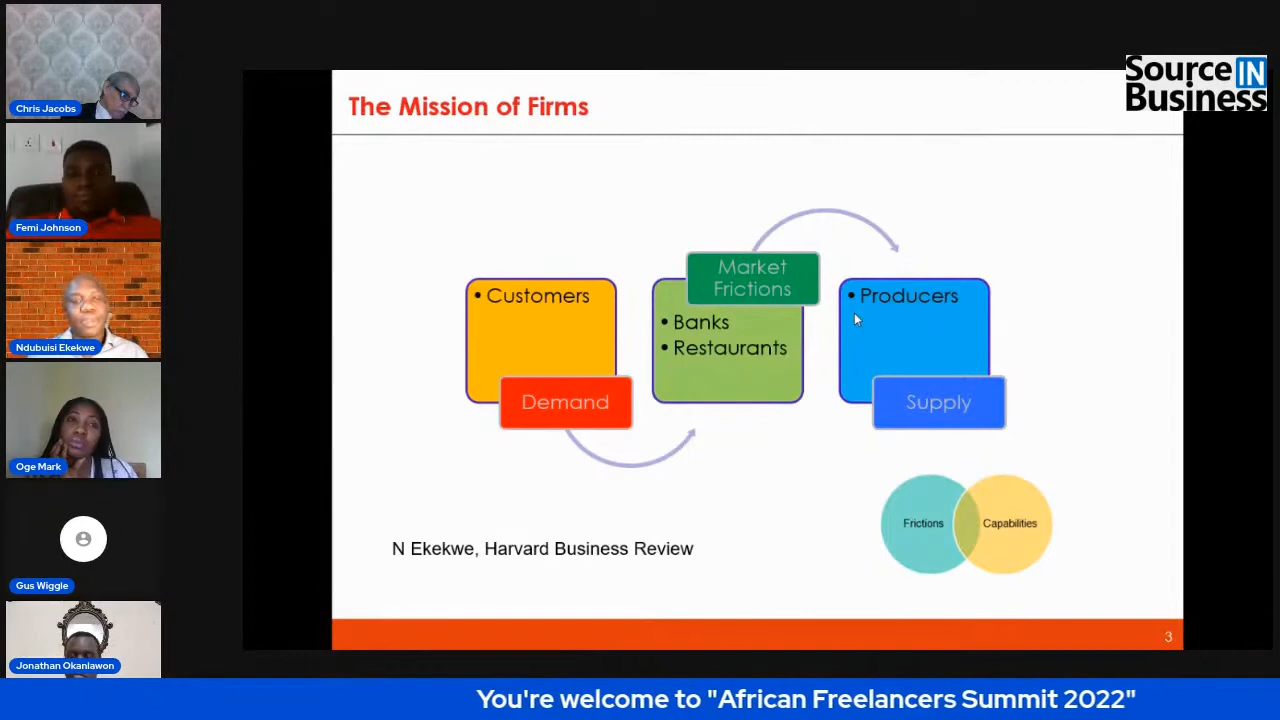 Chris Jacobs
Femi Johnson
Ndubuisi Ekekwe
Oge Mark
Gus Wiggle
Jonathan Okanlawon
Source IN
Business
The Mission of Firms
• Customers
Demand
Market
Frictions
• Banks
• Restaurants
• Producers
Supply
Frictions
Capabilities
N Ekekwe, Harvard Business Review
3
You're welcome to "African Freelancers Summit 2022"